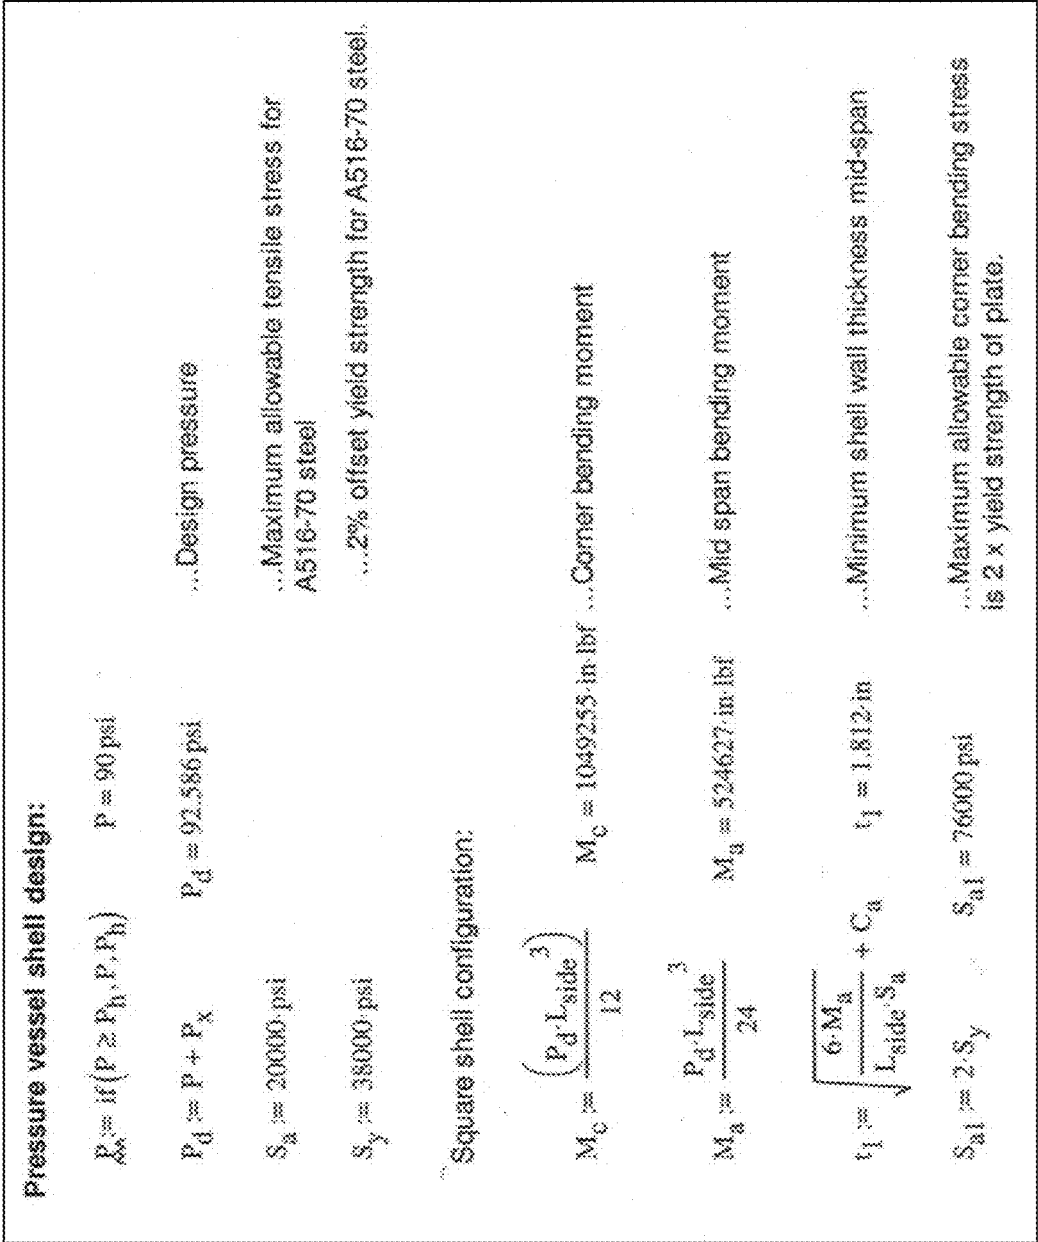 Pressure vessel shell design:
P := if(P ≥ P_h, P, P_h) P = 90 psi
P_d := P + P_x P_d = 92.586 psi ...Design pressure
S_a := 20000·psi ...Maximum allowable tensile stress for
A516-70 steel
S_y := 38000·psi ....2% offset yield strength for A516-70 steel.
Square shell configuration:
M_c := (P_d·L_side^3)/12 M_c = 1049255·in·lbf ...Corner bending moment
M_a := P_d·L_side^3/24 M_a = 524627·in·lbf ...Mid span bending moment
t_1 := √(6·M_a/(L_side·S_a)) + C_a t_1 = 1.812·in ...Minimum shell wall thickness mid-span
S_a1 := 2·S_y S_a1 = 76000 psi ...Maximum allowable corner bending stress
is 2 x yield strength of plate.